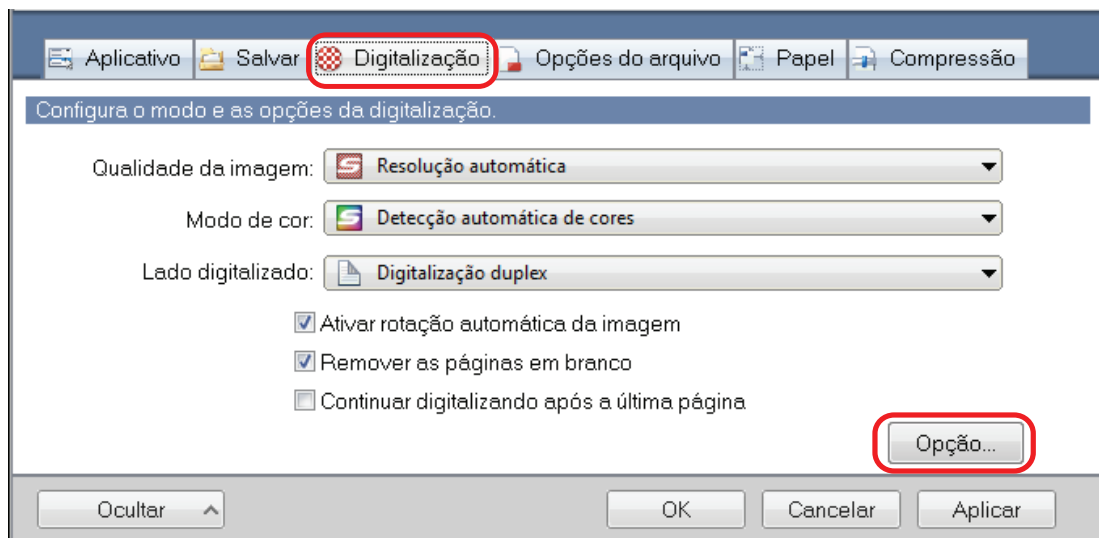 Aplicativo Salvar Digitalização Opções do arquivo Papel Compressão
Configura o modo e as opções da digitalização.
Qualidade da imagem: Resolução automática
Modo de cor: Detecção automática de cores
Lado digitalizado: Digitalização duplex
Ativar rotação automática da imagem
Remover as páginas em branco
Continuar digitalizando após a última página
Opção...
Ocultar OK Cancelar Aplicar